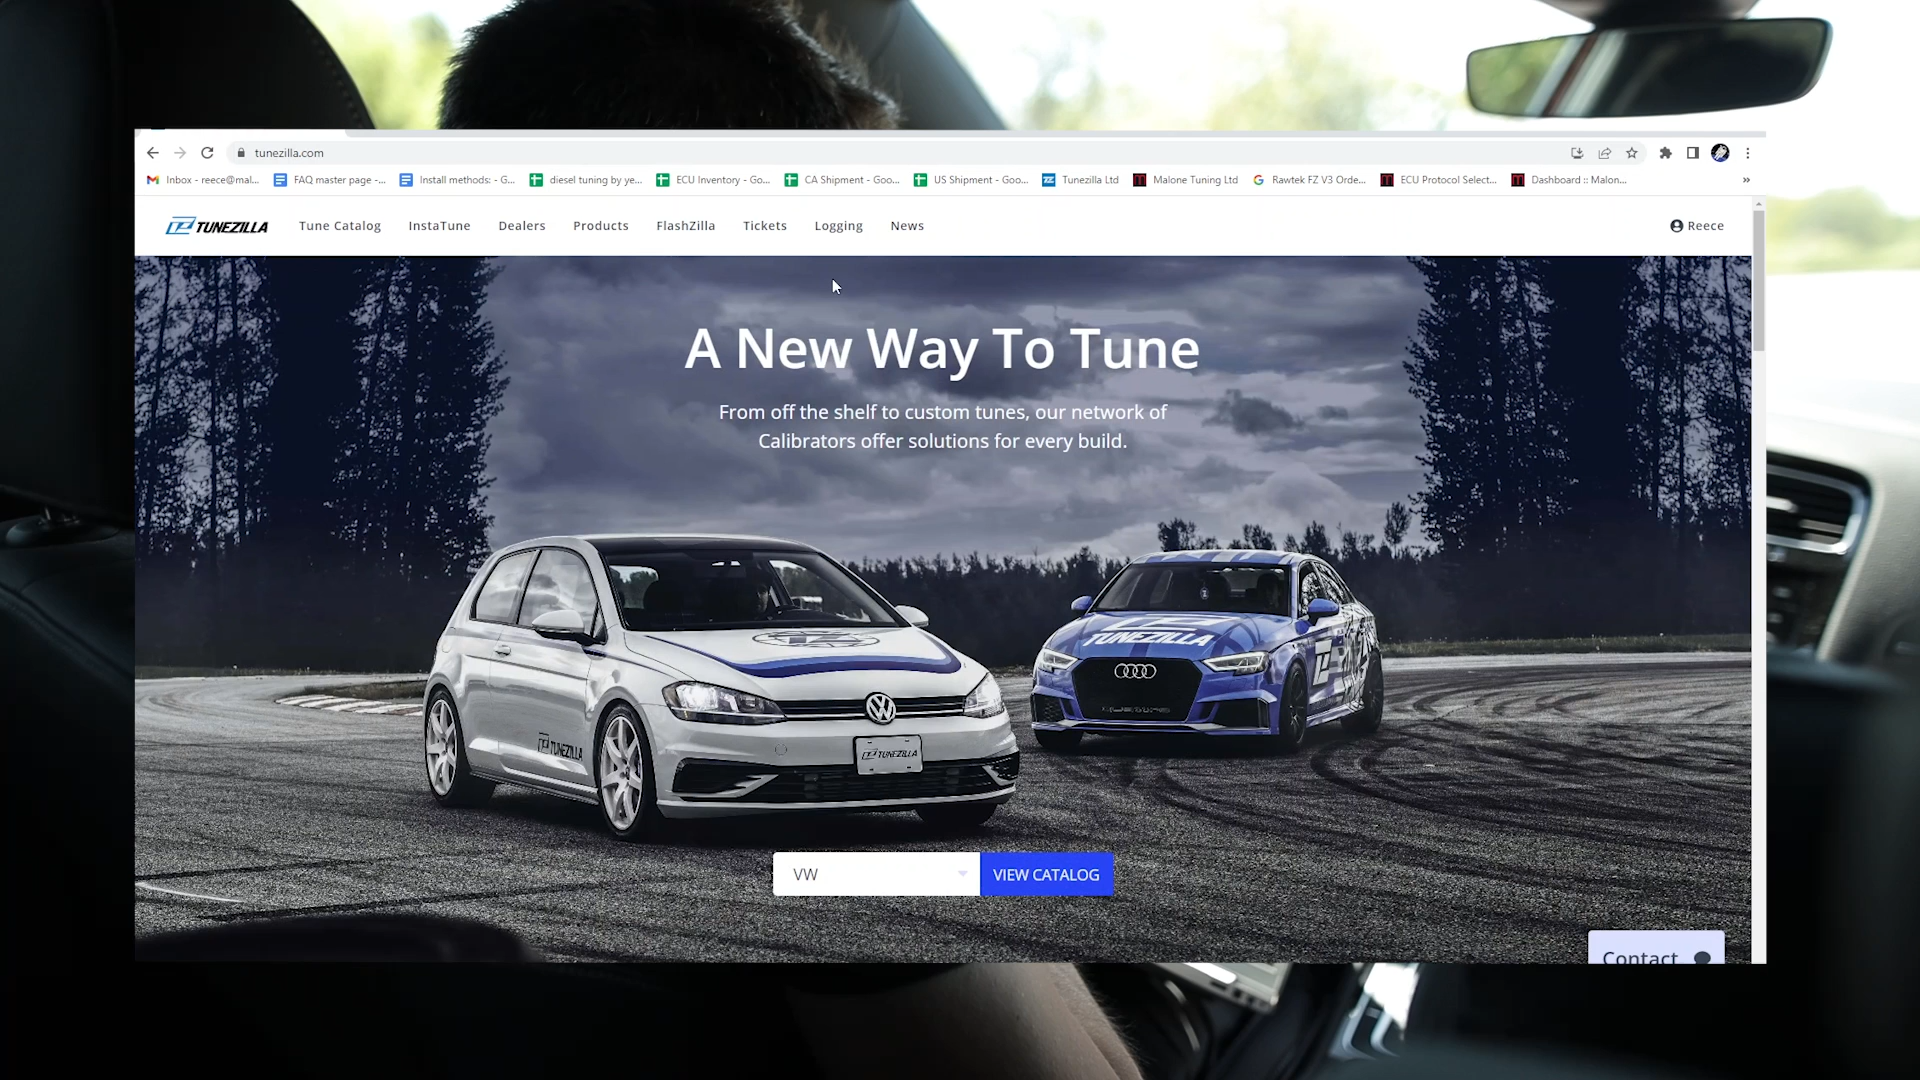 tunezilla.com
Inbox - reece@mal...
FAQ master page -...
Install methods: - G...
diesel tuning by ye...
ECU Inventory - Go...
CA Shipment - Goo...
US Shipment - Goo...
Tunezilla Ltd
Malone Tuning Ltd
Rawtek FZ V3 Orde...
ECU Protocol Select...
Dashboard :: Malon...
TUNEZILLA
Tune Catalog
InstaTune
Dealers
Products
FlashZilla
Tickets
Logging
News
Reece
A New Way To Tune
From off the shelf to custom tunes, our network of
Calibrators offer solutions for every build.
TUNEZILLA
TUNEZILLA
TUNEZILLA
VW
VIEW CATALOG
Contact